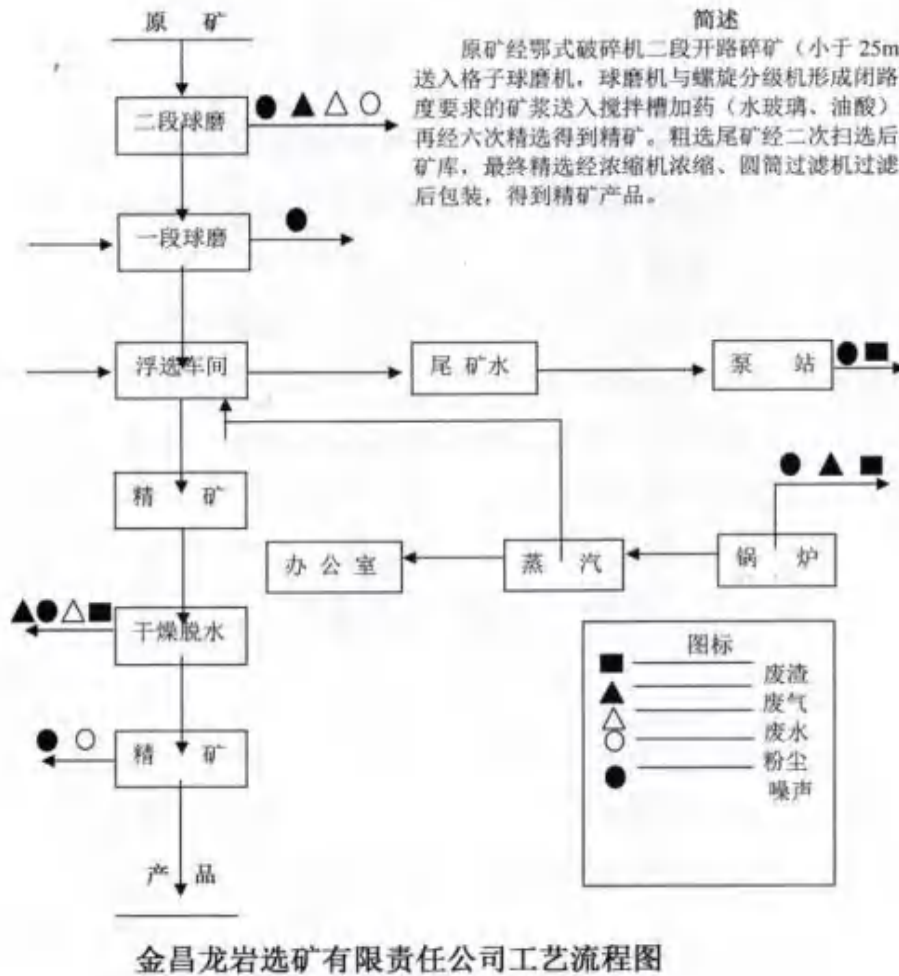 原 矿
简述
原矿经鄂式破碎机二段开路碎矿（小于 25m
送入格子球磨机，球磨机与螺旋分级机形成闭路
度要求的矿浆送入搅拌槽加药（水玻璃、油酸）
再经六次精选得到精矿。粗选尾矿经二次扫选后
矿库，最终精选经浓缩机浓缩、圆筒过滤机过滤
后包装，得到精矿产品。
二段球磨
一段球磨
浮选车间
尾 矿水
泵 站
精 矿
办 公 室
蒸 汽
锅 炉
干燥脱水
精 矿
图标
废渣
废气
废水
粉尘
噪声
产 品
金昌龙岩选矿有限责任公司工艺流程图